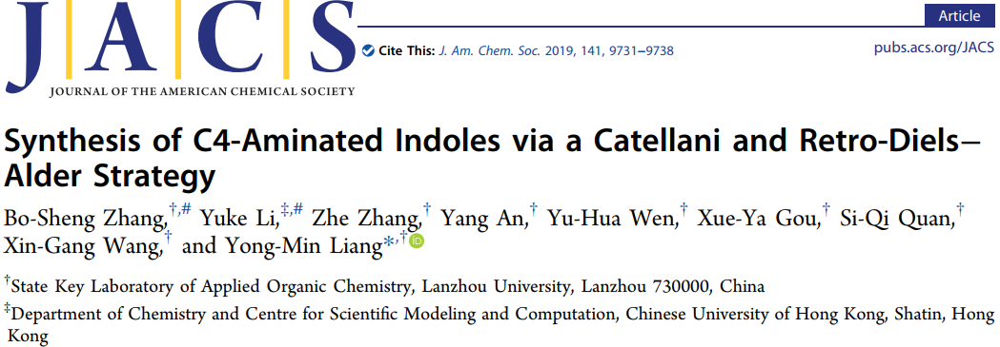 JACS
JOURNAL OF THE AMERICAN CHEMICAL SOCIETY
Article
Cite This: J. Am. Chem. Soc. 2019, 141, 9731−9738
pubs.acs.org/JACS
Synthesis of C4-Aminated Indoles via a Catellani and Retro-Diels−
Alder Strategy
Bo-Sheng Zhang,†,# Yuke Li,‡,# Zhe Zhang,† Yang An,† Yu-Hua Wen,† Xue-Ya Gou,† Si-Qi Quan,†
Xin-Gang Wang,† and Yong-Min Liang*,† iD
†State Key Laboratory of Applied Organic Chemistry, Lanzhou University, Lanzhou 730000, China
‡Department of Chemistry and Centre for Scientific Modeling and Computation, Chinese University of Hong Kong, Shatin, Hong
Kong